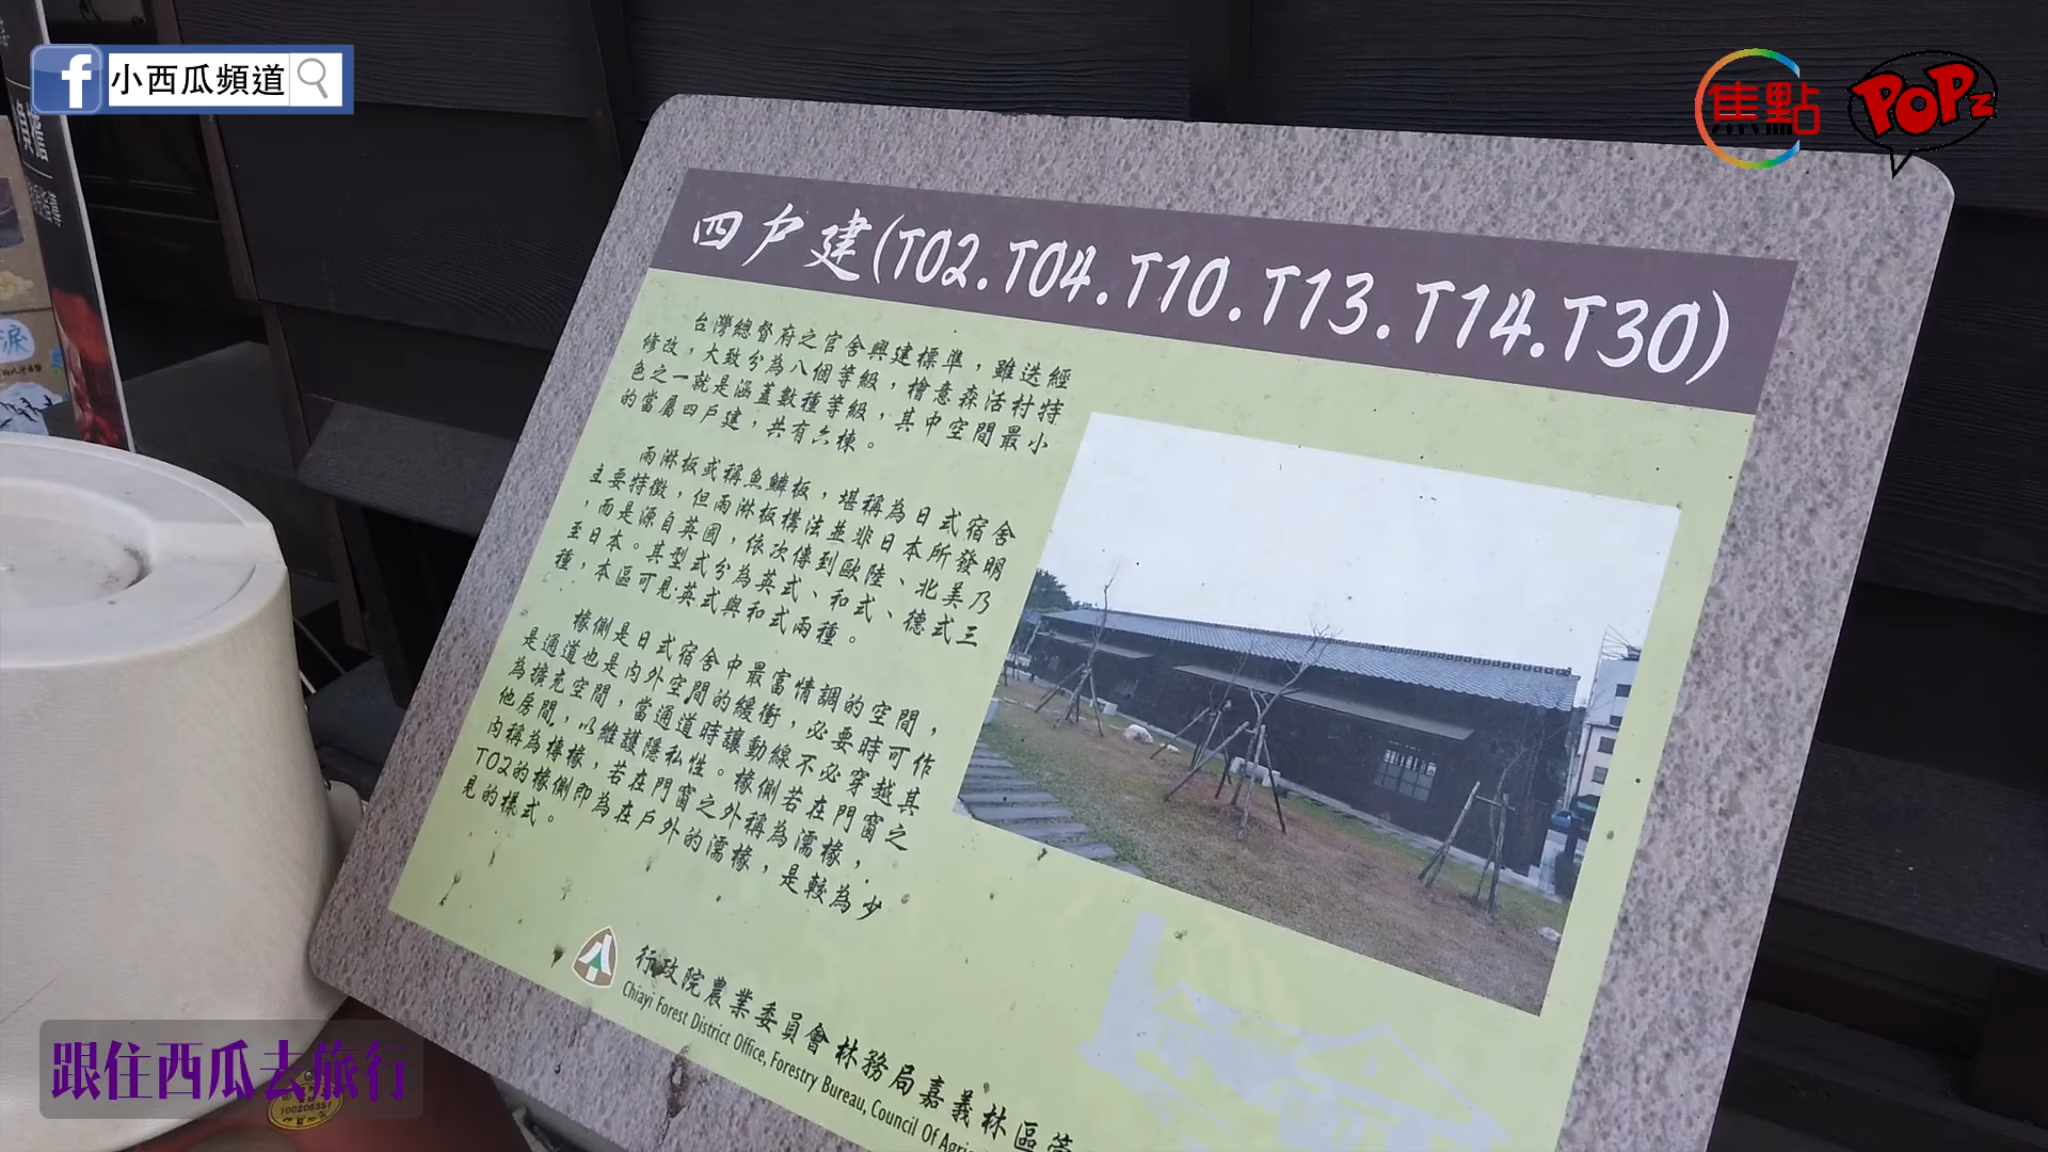 小西瓜頻道
焦點
POPz
四戶建(T02.T04.T10.T13.T14.T30)
台灣總督府之官舍興建標準，雖迭經
修改，大致分為八個等級，檜意森活村特
色之一就是涵蓋數種等級，其中空間最小
的當屬四戶建，共有六棟。
雨淋板或稱魚鱗板，堪稱為日式宿舍
主要特徵，但雨淋板構法並非日本所發明
，而是源自英國，依次傳到歐陸、北美乃
至日本。其型式分為英式、和式、德式三
種，本區可見英式與和式兩種。
椽側是日式宿舍中最富情調的空間，
是通道也是內外空間的緩衝，必要時可作
為擴充空間，當通道時讓動線不必穿越其
他房間，以維護隱私性。椽側若在門窗之
內稱為槫椽，若在門窗之外稱為濡椽，
T02的椽側即為在戶外的濡椽，是較為少
見的樣式。
行政院農業委員會林務局嘉義林區管
Chiayi Forest District Office, Forestry Bureau, Council Of Agric
跟住西瓜去旅行